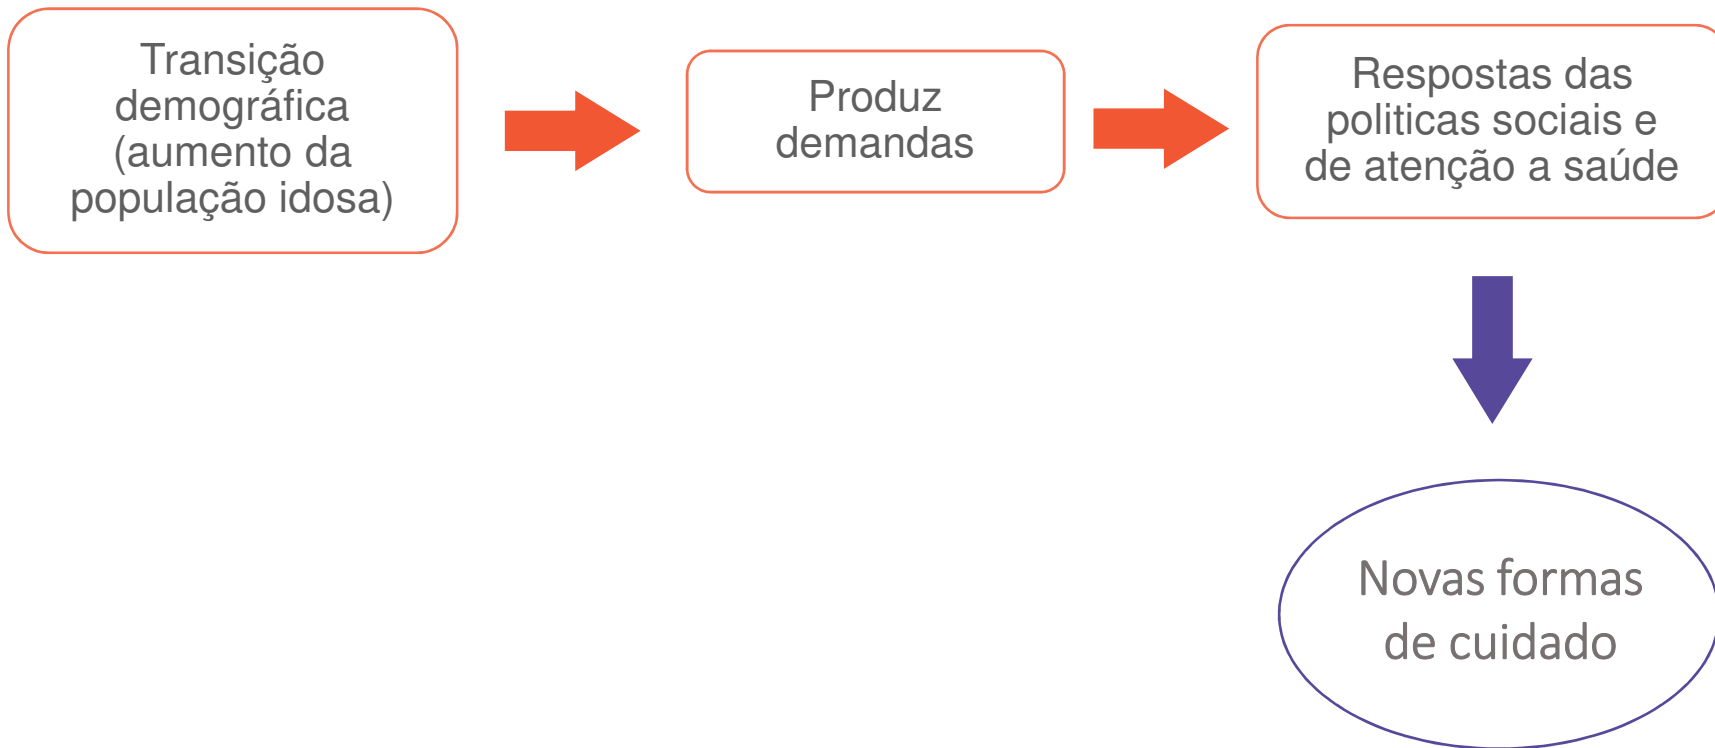 Transição
demográfica
(aumento da
população idosa)
Produz
demandas
Respostas das
politicas sociais e
de atenção a saúde
Novas formas
de cuidado